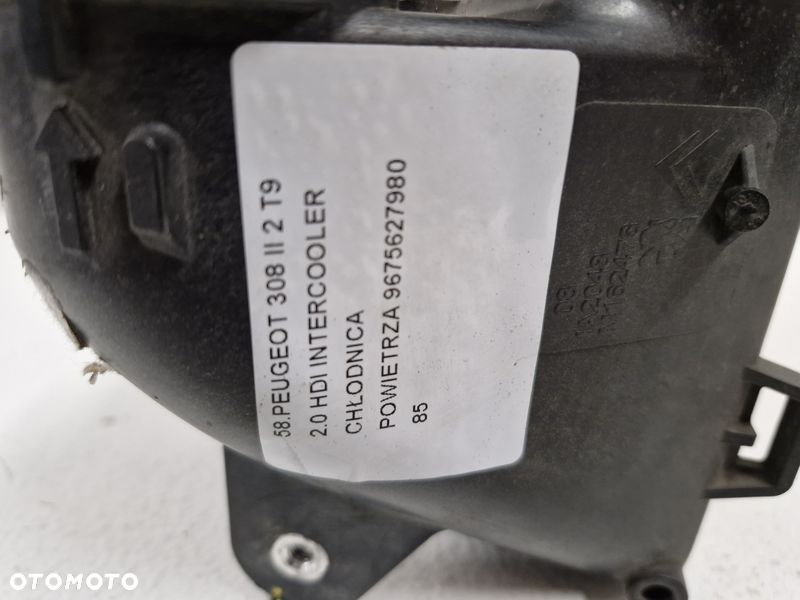 58.PEUGEOT 308 II 2 T9
2.0 HDI INTERCOOLER
CHŁODNICA
POWIETRZA 9675627980
85
OTOMOTO